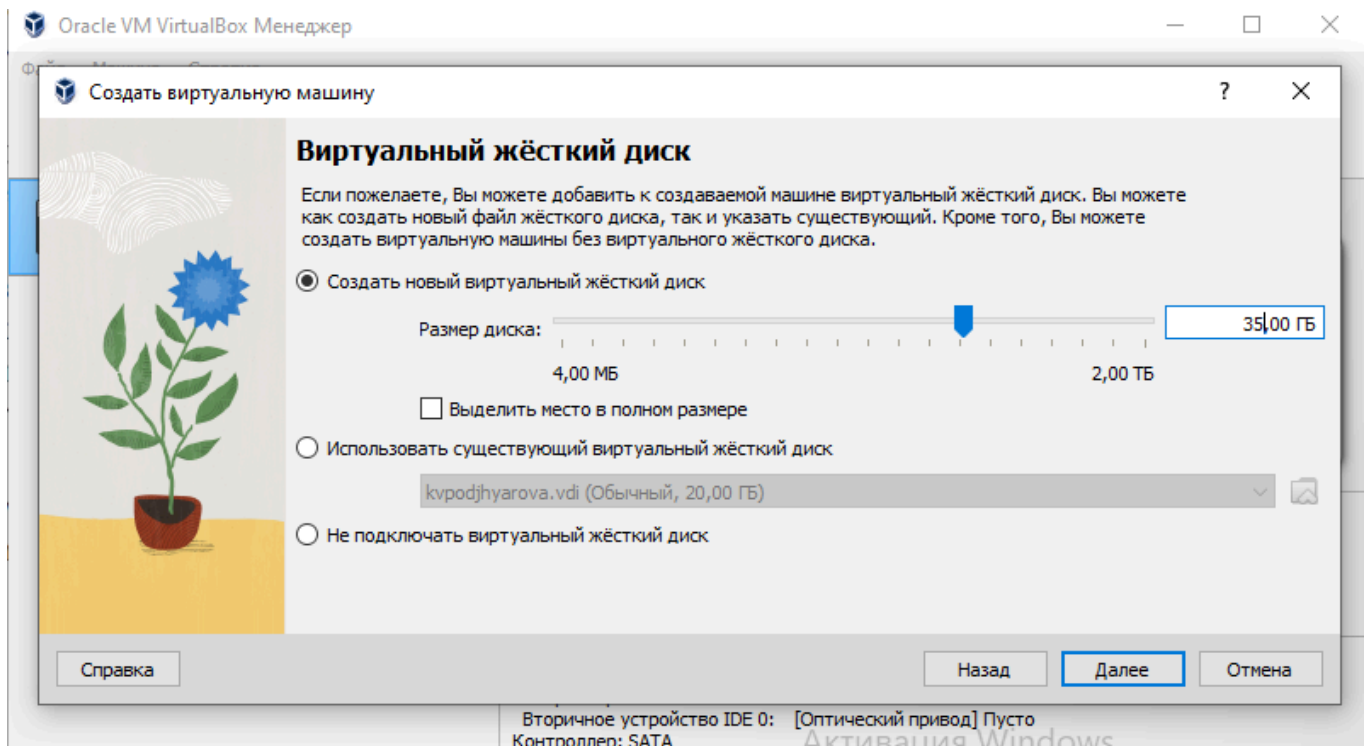 Oracle VM VirtualBox Менеджер
Создать виртуальную машину
?
Виртуальный жёсткий диск
Если пожелаете, Вы можете добавить к создаваемой машине виртуальный жёсткий диск. Вы можете
как создать новый файл жёсткого диска, так и указать существующий. Кроме того, Вы можете
создать виртуальную машины без виртуального жёсткого диска.
Создать новый виртуальный жёсткий диск
Размер диска:
35,00 ГБ
4,00 МБ
2,00 ТБ
Выделить место в полном размере
Использовать существующий виртуальный жёсткий диск
kvpodjhyarova.vdi (Обычный, 20,00 ГБ)
Не подключать виртуальный жёсткий диск
Справка
Назад
Далее
Отмена
Вторичное устройство IDE 0: [Оптический привод] Пусто
Контроллер: SATA
Активация Windows